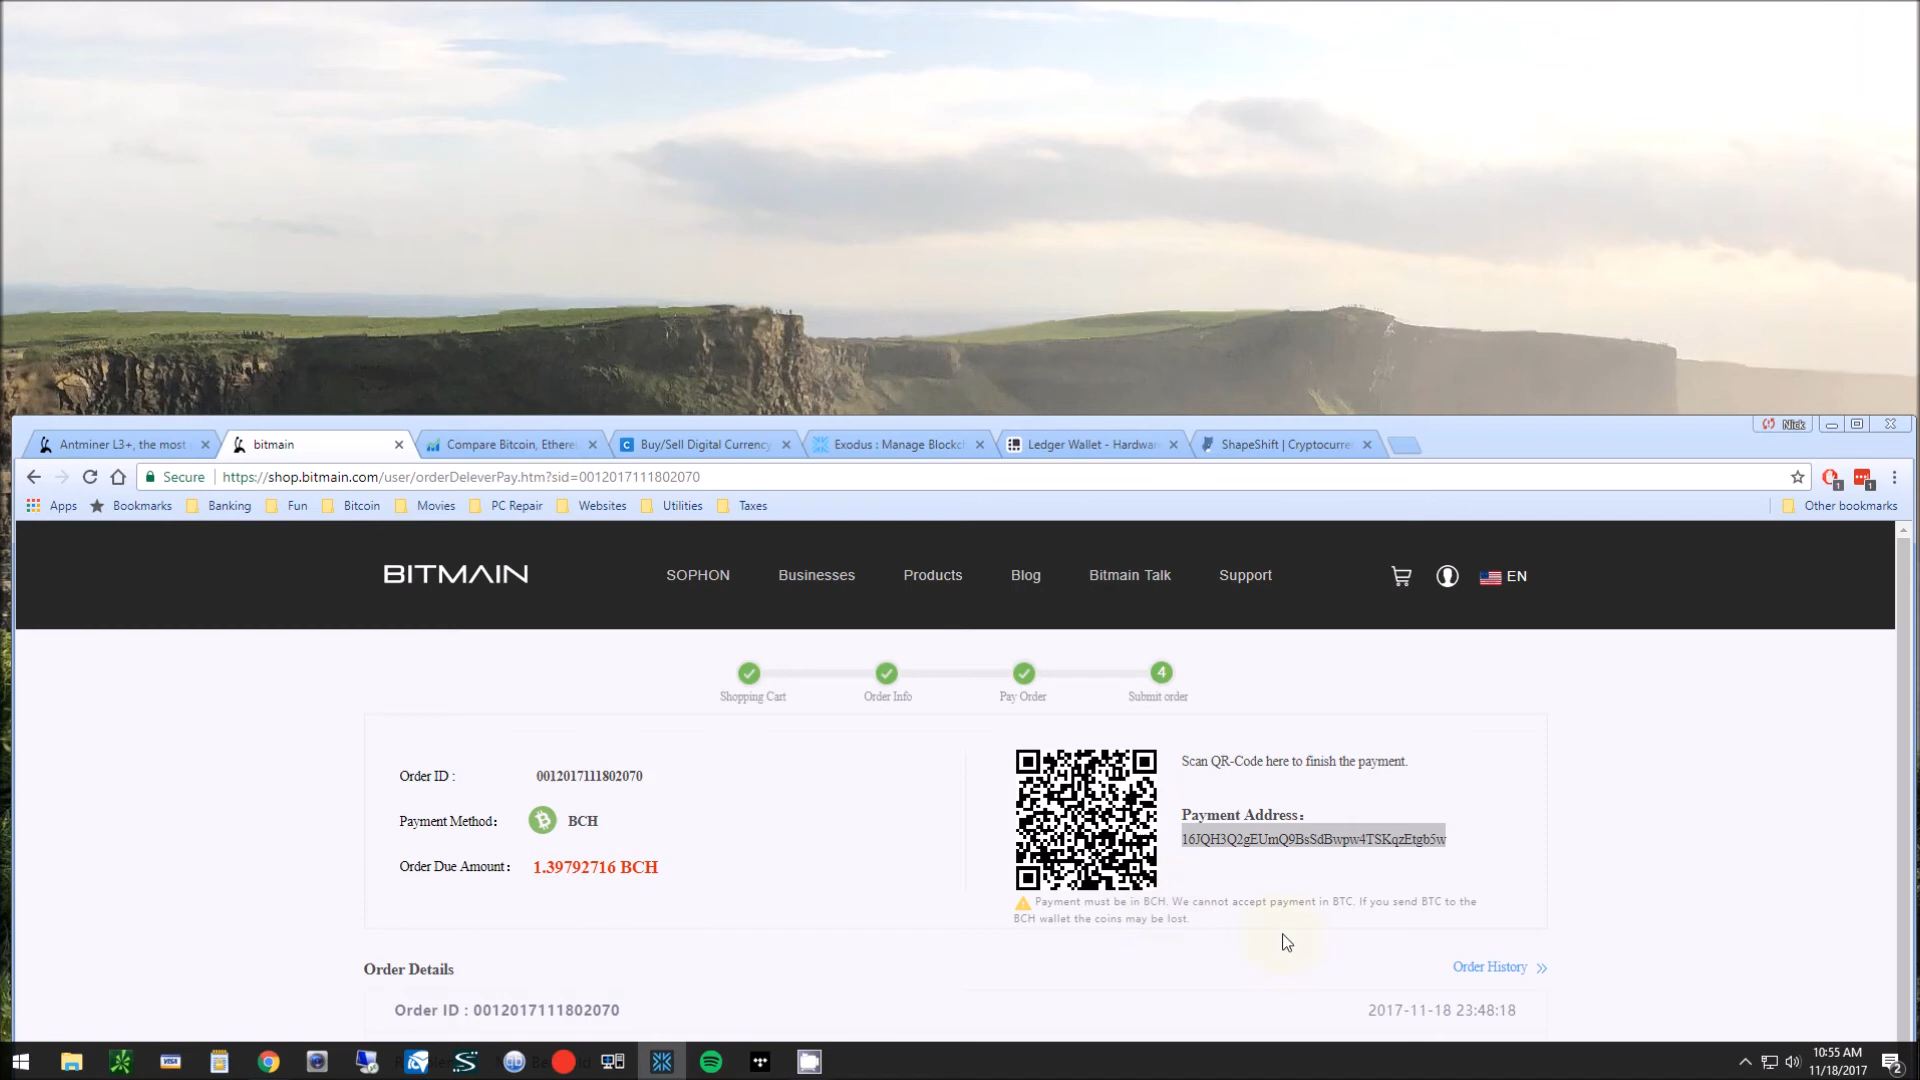 Nick
Antminer L3+, the most
bitmain
Compare Bitcoin, Ethere
Buy/Sell Digital Currency
Exodus : Manage Blockch
Ledger Wallet - Hardwar
ShapeShift | Cryptocurre
Secure
https://shop.bitmain.com/user/orderDeleverPay.htm?sid=0012017111802070
Apps
Bookmarks
Banking
Fun
Bitcoin
Movies
PC Repair
Websites
Utilities
Taxes
Other bookmarks
BITMAIN
SOPHON
Businesses
Products
Blog
Bitmain Talk
Support
EN
4
Shopping Cart
Order Info
Pay Order
Submit order
Order ID :
0012017111802070
Payment Method:
BCH
Order Due Amount:
1.39792716 BCH
Scan QR-Code here to finish the payment.
Payment Address:
16JQH3Q2gEUmQ9BsSdBwpw4TSKqzEtgb5w
Payment must be in BCH. We cannot accept payment in BTC. If you send BTC to the
BCH wallet the coins may be lost.
Order Details
Order History
Order ID : 0012017111802070
2017-11-18 23:48:18
10:55 AM
11/18/2017
2